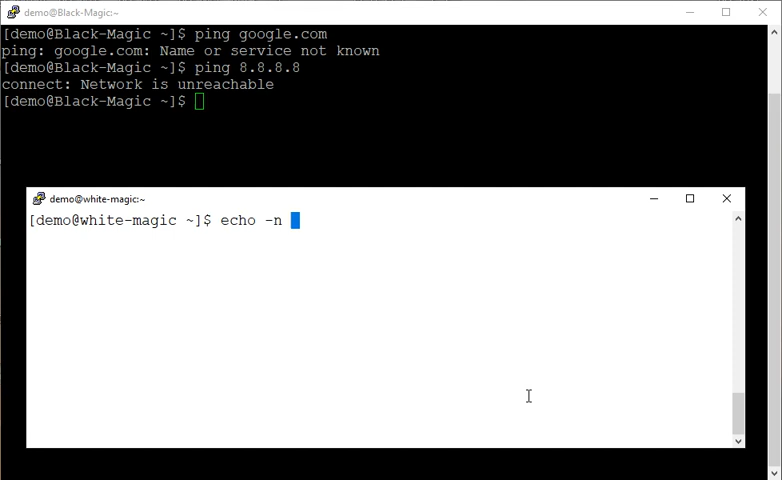 demo@Black-Magic:~
[demo@Black-Magic ~]$ ping google.com
ping: google.com: Name or service not known
[demo@Black-Magic ~]$ ping 8.8.8.8
connect: Network is unreachable
[demo@Black-Magic ~]$
demo@white-magic:~
[demo@white-magic ~]$ echo -n